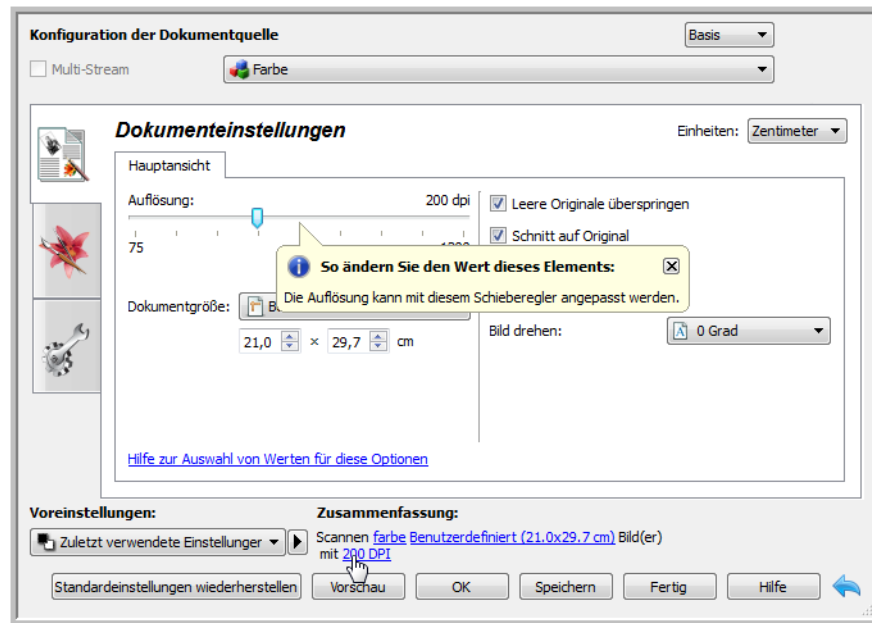 Konfiguration der Dokumentquelle
Basis
Multi-Stream
Farbe
Dokumenteinstellungen
Einheiten: Zentimeter
Hauptansicht
Auflösung: 200 dpi
75
Leere Originale überspringen
Schnitt auf Original
So ändern Sie den Wert dieses Elements:
Die Auflösung kann mit diesem Schieberegler angepasst werden.
Dokumentgröße:
21,0 × 29,7 cm
Bild drehen: 0 Grad
Hilfe zur Auswahl von Werten für diese Optionen
Voreinstellungen:
Zuletzt verwendete Einstellungen
Zusammenfassung:
Scannen farbe Benutzerdefiniert (21.0x29.7 cm) Bild(er)
mit 200 DPI
Standardeinstellungen wiederherstellen
Vorschau
OK
Speichern
Fertig
Hilfe